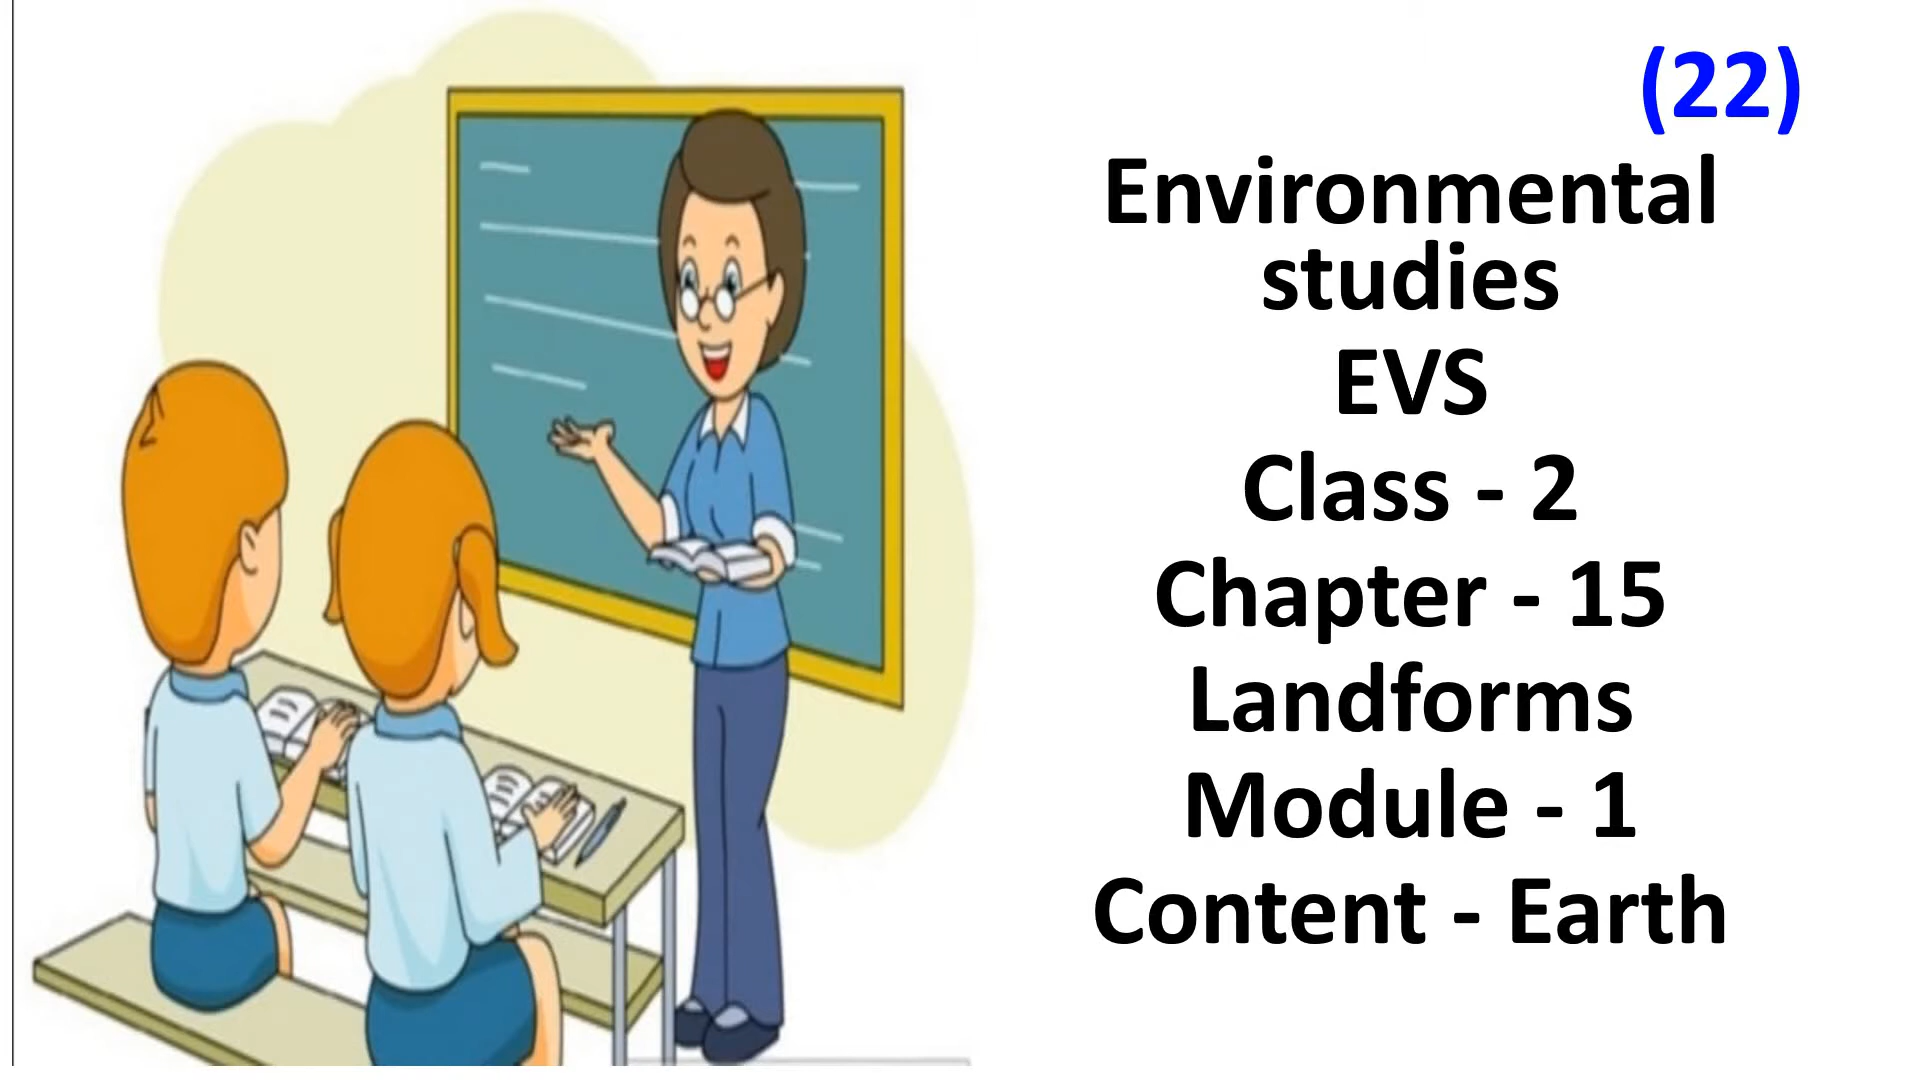 (22)
Environmental
studies
EVS
Class - 2
Chapter - 15
Landforms
Module - 1
Content - Earth